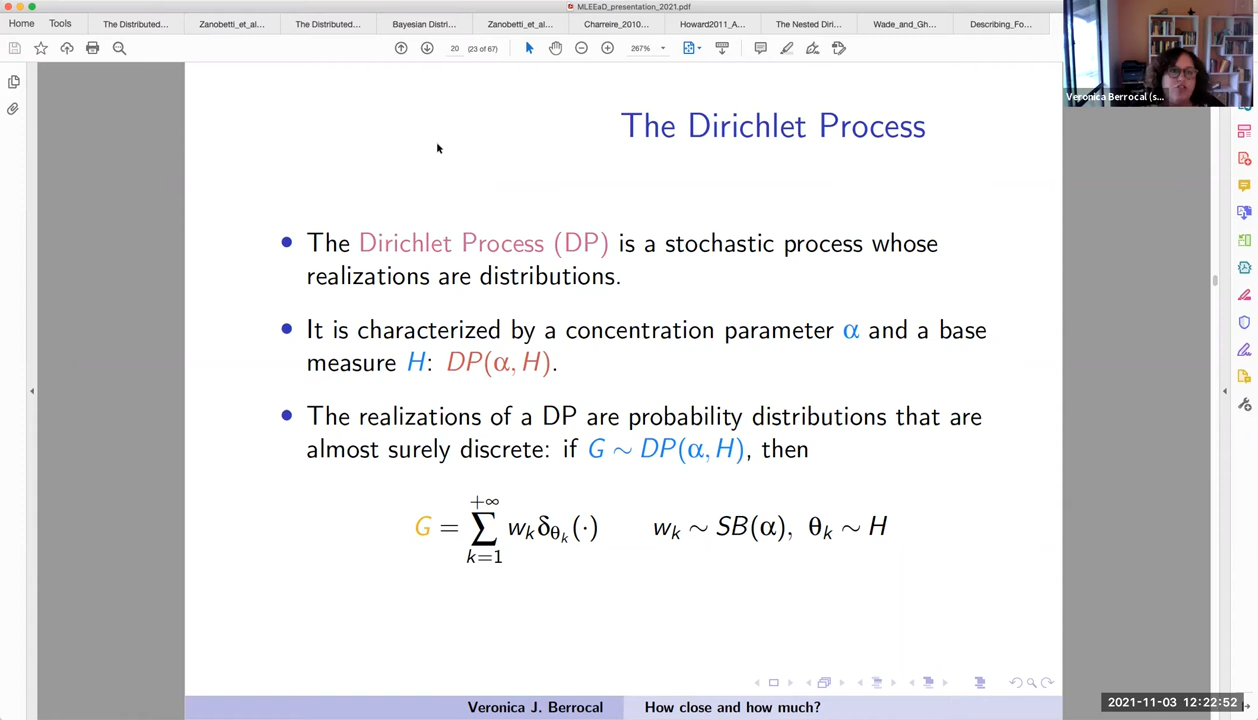 MLEEaD_presentation_2021.pdf
Home Tools The Distributed... Zanobetti_et_al... The Distributed... Bayesian Distri... Zanobetti_et_al... Charreire_2010... Howard2011_A... The Nested Diri... Wade_and_Gh... Describing_Fo...
20 (23 of 67) 267%
Veronica Berrocal (s...
The Dirichlet Process
• The Dirichlet Process (DP) is a stochastic process whose
realizations are distributions.
• It is characterized by a concentration parameter α and a base
measure H: DP(α, H).
• The realizations of a DP are probability distributions that are
almost surely discrete: if G ∼ DP(α, H), then
G = ∑_{k=1}^{+∞} w_k δ_{θ_k}(·) w_k ∼ SB(α), θ_k ∼ H
Veronica J. Berrocal How close and how much?
2021-11-03 12:22:52